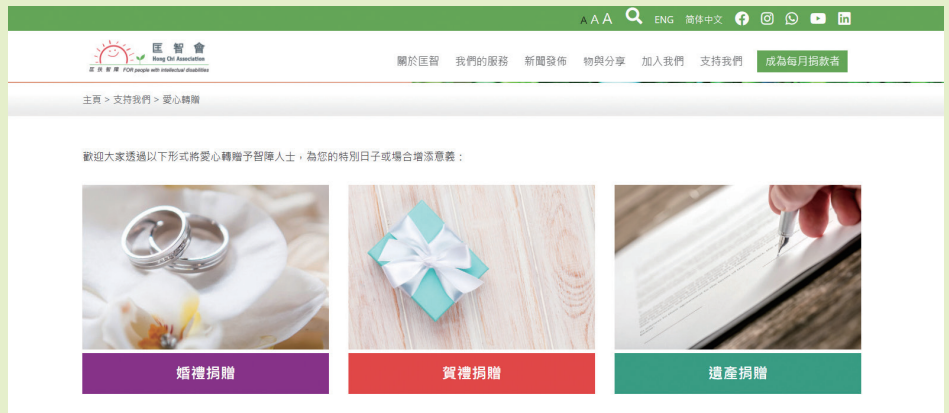 A A A ENG 简体中文
匡智會
Hong Chi Association
匡扶智障 FOR people with intellectual disabilities
關於匡智 我們的服務 新聞發佈 物與分享 加入我們 支持我們 成為每月捐款者
主頁 > 支持我們 > 愛心轉贈
歡迎大家透過以下形式將愛心轉贈予智障人士，為您的特別日子或場合增添意義：
婚禮捐贈 賀禮捐贈 遺產捐贈